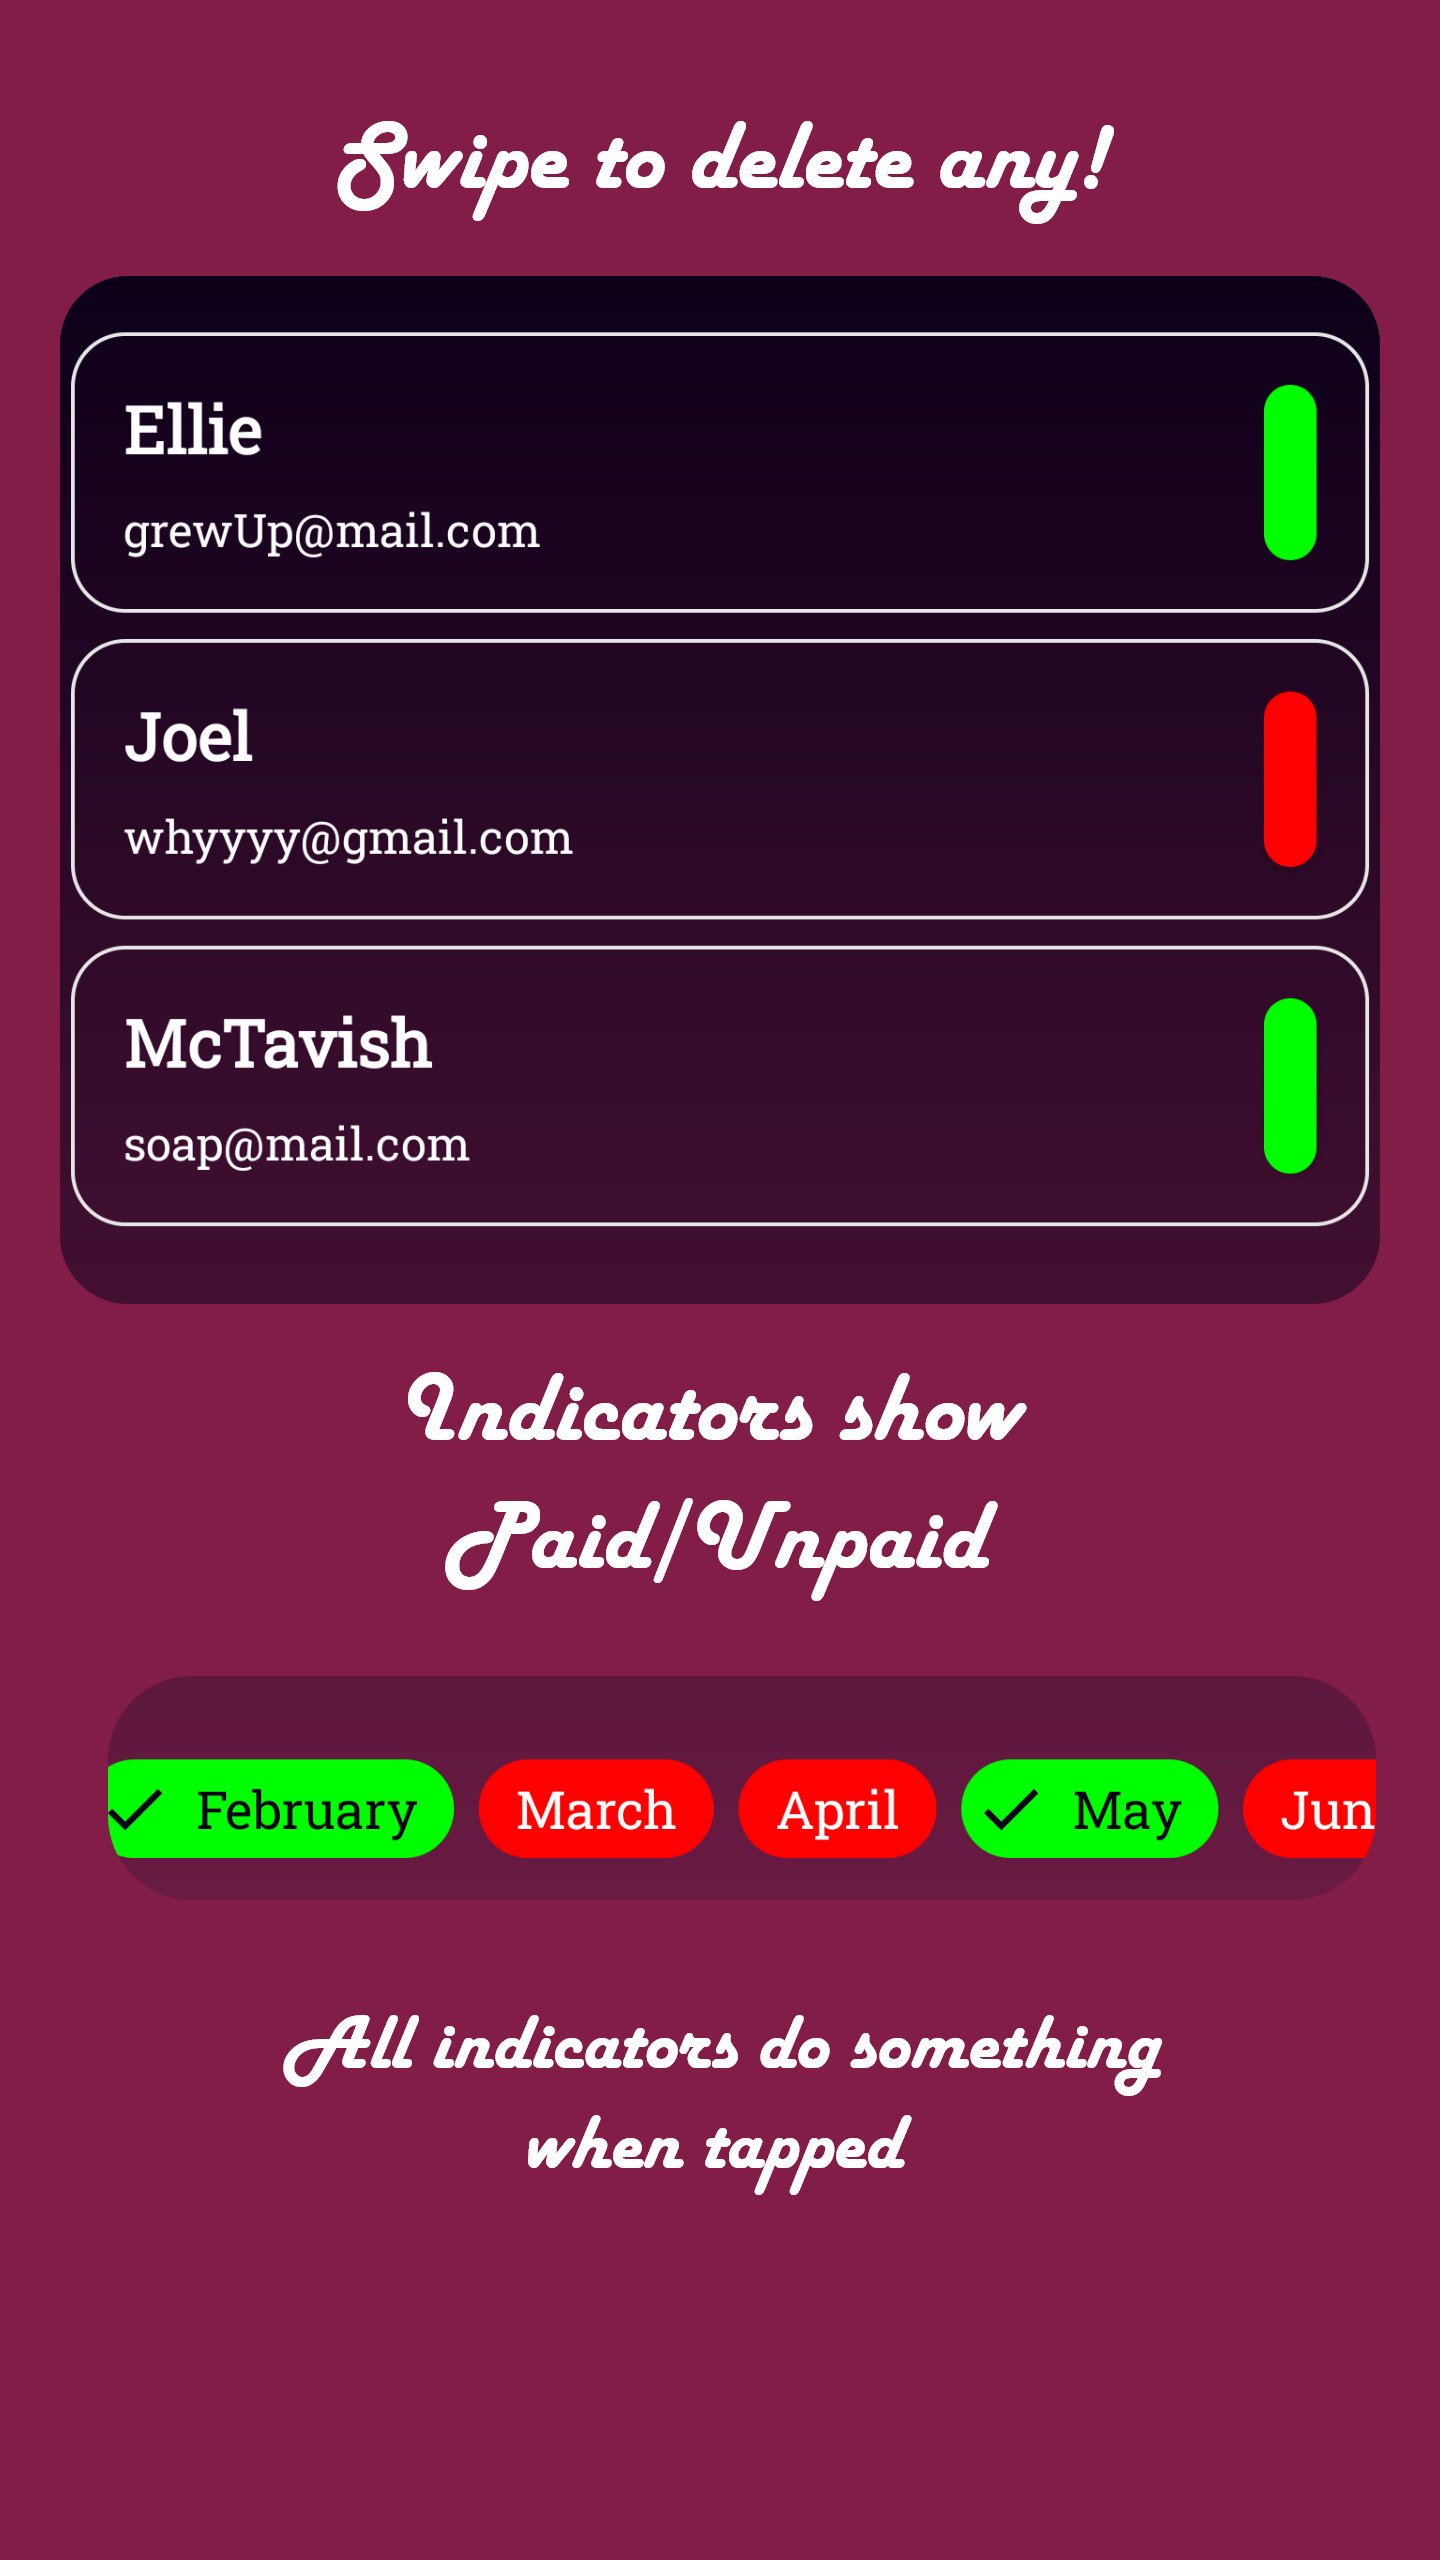 Swipe to delete any!
Ellie
grewUp@mail.com
Joel
whyyyy@gmail.com
McTavish
soap@mail.com
Indicators show
Paid/Unpaid
February March April May Jun
All indicators do something
when tapped